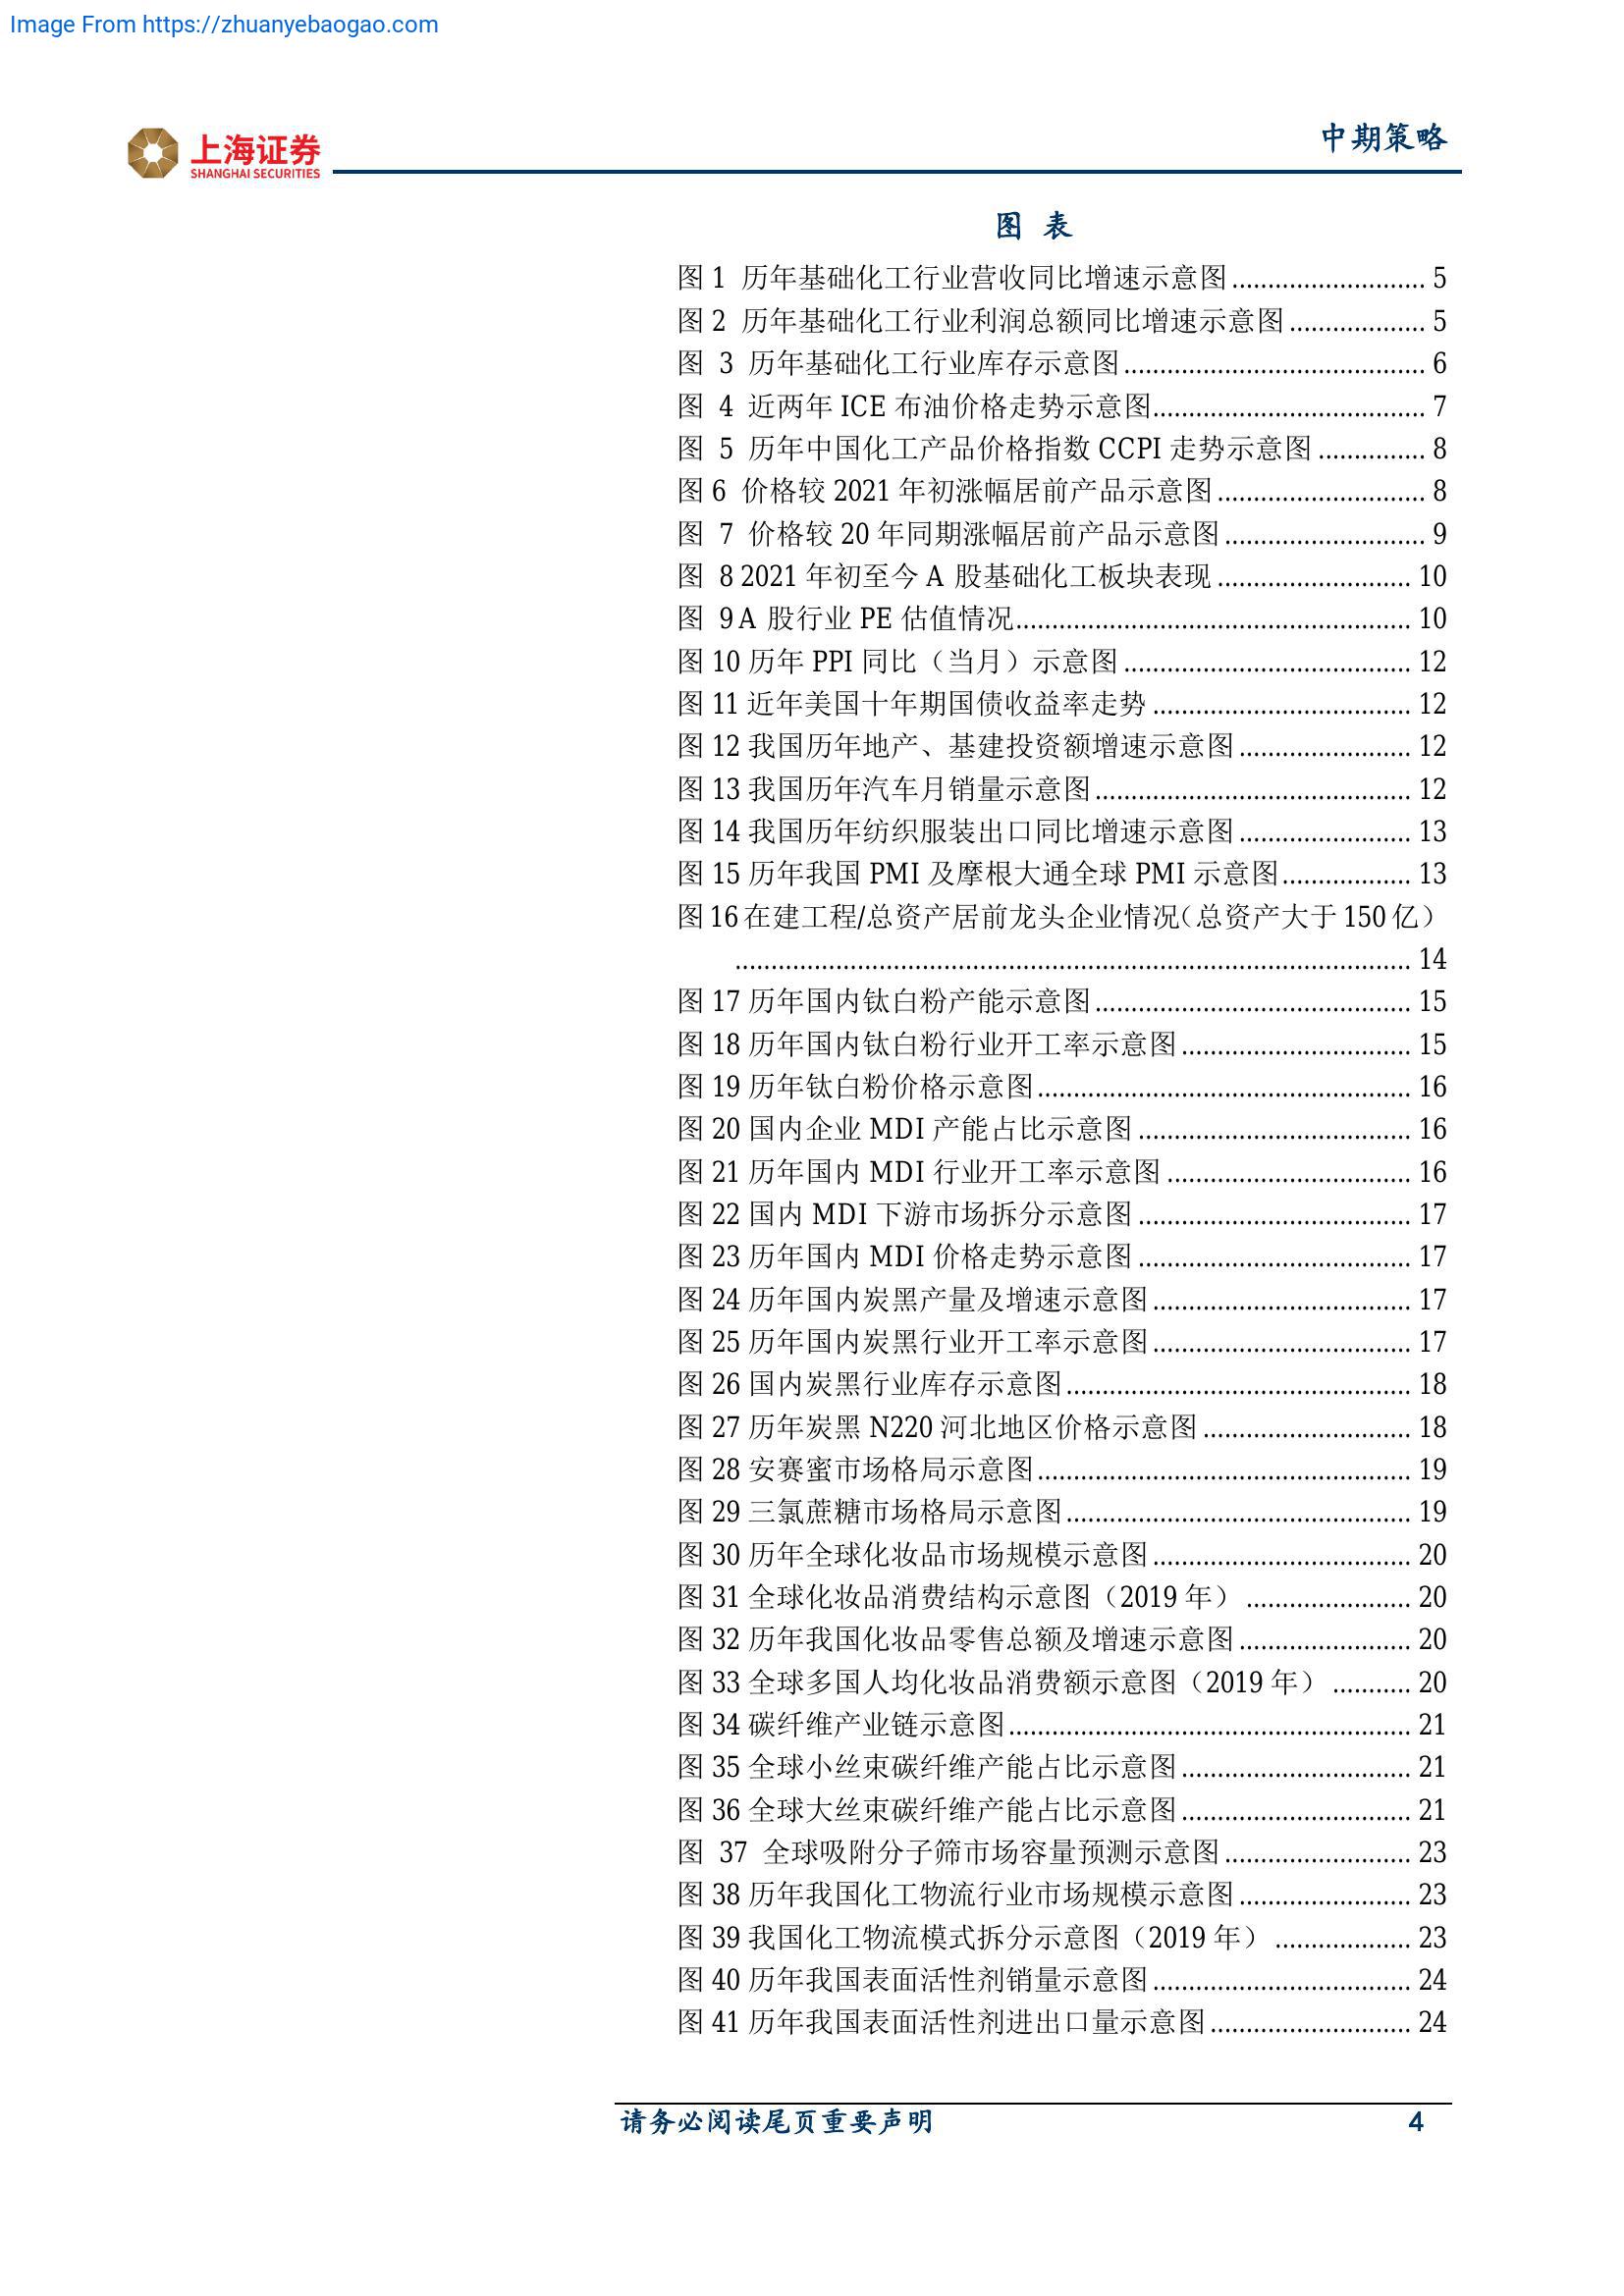 Image From https://zhuanyebaogao.com
中期策略
上海证券
SHANGHAI SECURITIES
图 表
图 1 历年基础化工行业营收同比增速示意图........................... 5
图 2 历年基础化工行业利润总额同比增速示意图................... 5
图 3 历年基础化工行业库存示意图.......................................... 6
图 4 近两年 ICE 布油价格走势示意图...................................... 7
图 5 历年中国化工产品价格指数 CCPI 走势示意图............... 8
图 6 价格较 2021 年初涨幅居前产品示意图............................. 8
图 7 价格较 20 年同期涨幅居前产品示意图............................ 9
图 8 2021 年初至今 A 股基础化工板块表现........................... 10
图 9 A 股行业 PE 估值情况....................................................... 10
图 10 历年 PPI 同比（当月）示意图........................................ 12
图 11 近年美国十年期国债收益率走势.................................... 12
图 12 我国历年地产、基建投资额增速示意图........................ 12
图 13 我国历年汽车月销量示意图............................................ 12
图 14 我国历年纺织服装出口同比增速示意图........................ 13
图 15 历年我国 PMI 及摩根大通全球 PMI 示意图.................. 13
图 16 在建工程/总资产居前龙头企业情况（总资产大于 150 亿）
.............................................................................................. 14
图 17 历年国内钛白粉产能示意图............................................ 15
图 18 历年国内钛白粉行业开工率示意图................................ 15
图 19 历年钛白粉价格示意图.................................................... 16
图 20 国内企业 MDI 产能占比示意图...................................... 16
图 21 历年国内 MDI 行业开工率示意图.................................. 16
图 22 国内 MDI 下游市场拆分示意图...................................... 17
图 23 历年国内 MDI 价格走势示意图...................................... 17
图 24 历年国内炭黑产量及增速示意图.................................... 17
图 25 历年国内炭黑行业开工率示意图.................................... 17
图 26 国内炭黑行业库存示意图................................................ 18
图 27 历年炭黑 N220 河北地区价格示意图............................. 18
图 28 安赛蜜市场格局示意图.................................................... 19
图 29 三氯蔗糖市场格局示意图................................................ 19
图 30 历年全球化妆品市场规模示意图.................................... 20
图 31 全球化妆品消费结构示意图（2019 年）....................... 20
图 32 历年我国化妆品零售总额及增速示意图........................ 20
图 33 全球多国人均化妆品消费额示意图（2019 年）........... 20
图 34 碳纤维产业链示意图........................................................ 21
图 35 全球小丝束碳纤维产能占比示意图................................ 21
图 36 全球大丝束碳纤维产能占比示意图................................ 21
图 37 全球吸附分子筛市场容量预测示意图.......................... 23
图 38 历年我国化工物流行业市场规模示意图........................ 23
图 39 我国化工物流模式拆分示意图（2019 年）................... 23
图 40 历年我国表面活性剂销量示意图.................................... 24
图 41 历年我国表面活性剂进出口量示意图............................ 24
请务必阅读尾页重要声明 4